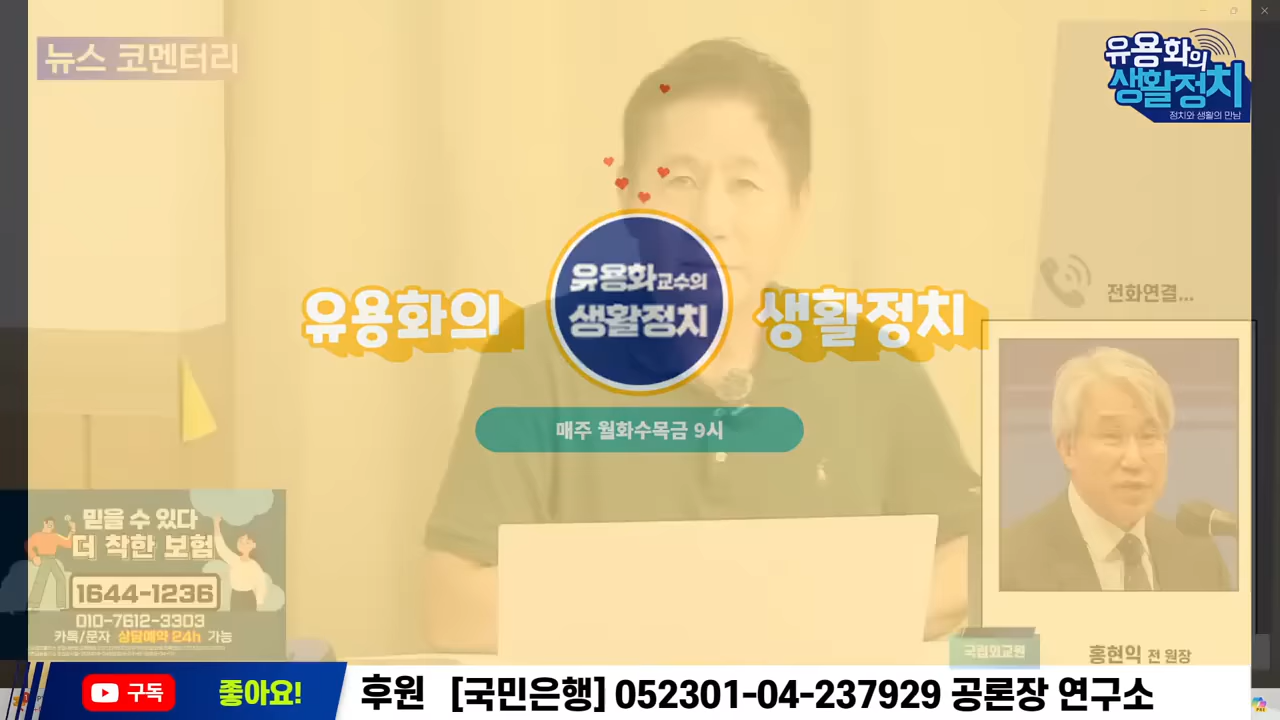 뉴스 코멘터리
유용화의
생활정치
정치와 생활의 만남
전화연결...
유용화의
유용화교수의
생활정치
생활정치
매주 월화수목금 9시
믿을 수 있다
더 착한 보험
1644-1236
010-7612-3303
카톡/문자 상담예약 24h 가능
국립외교원
홍현익 전 원장
구독
좋아요!
후원 [국민은행] 052301-04-237929 공론장 연구소